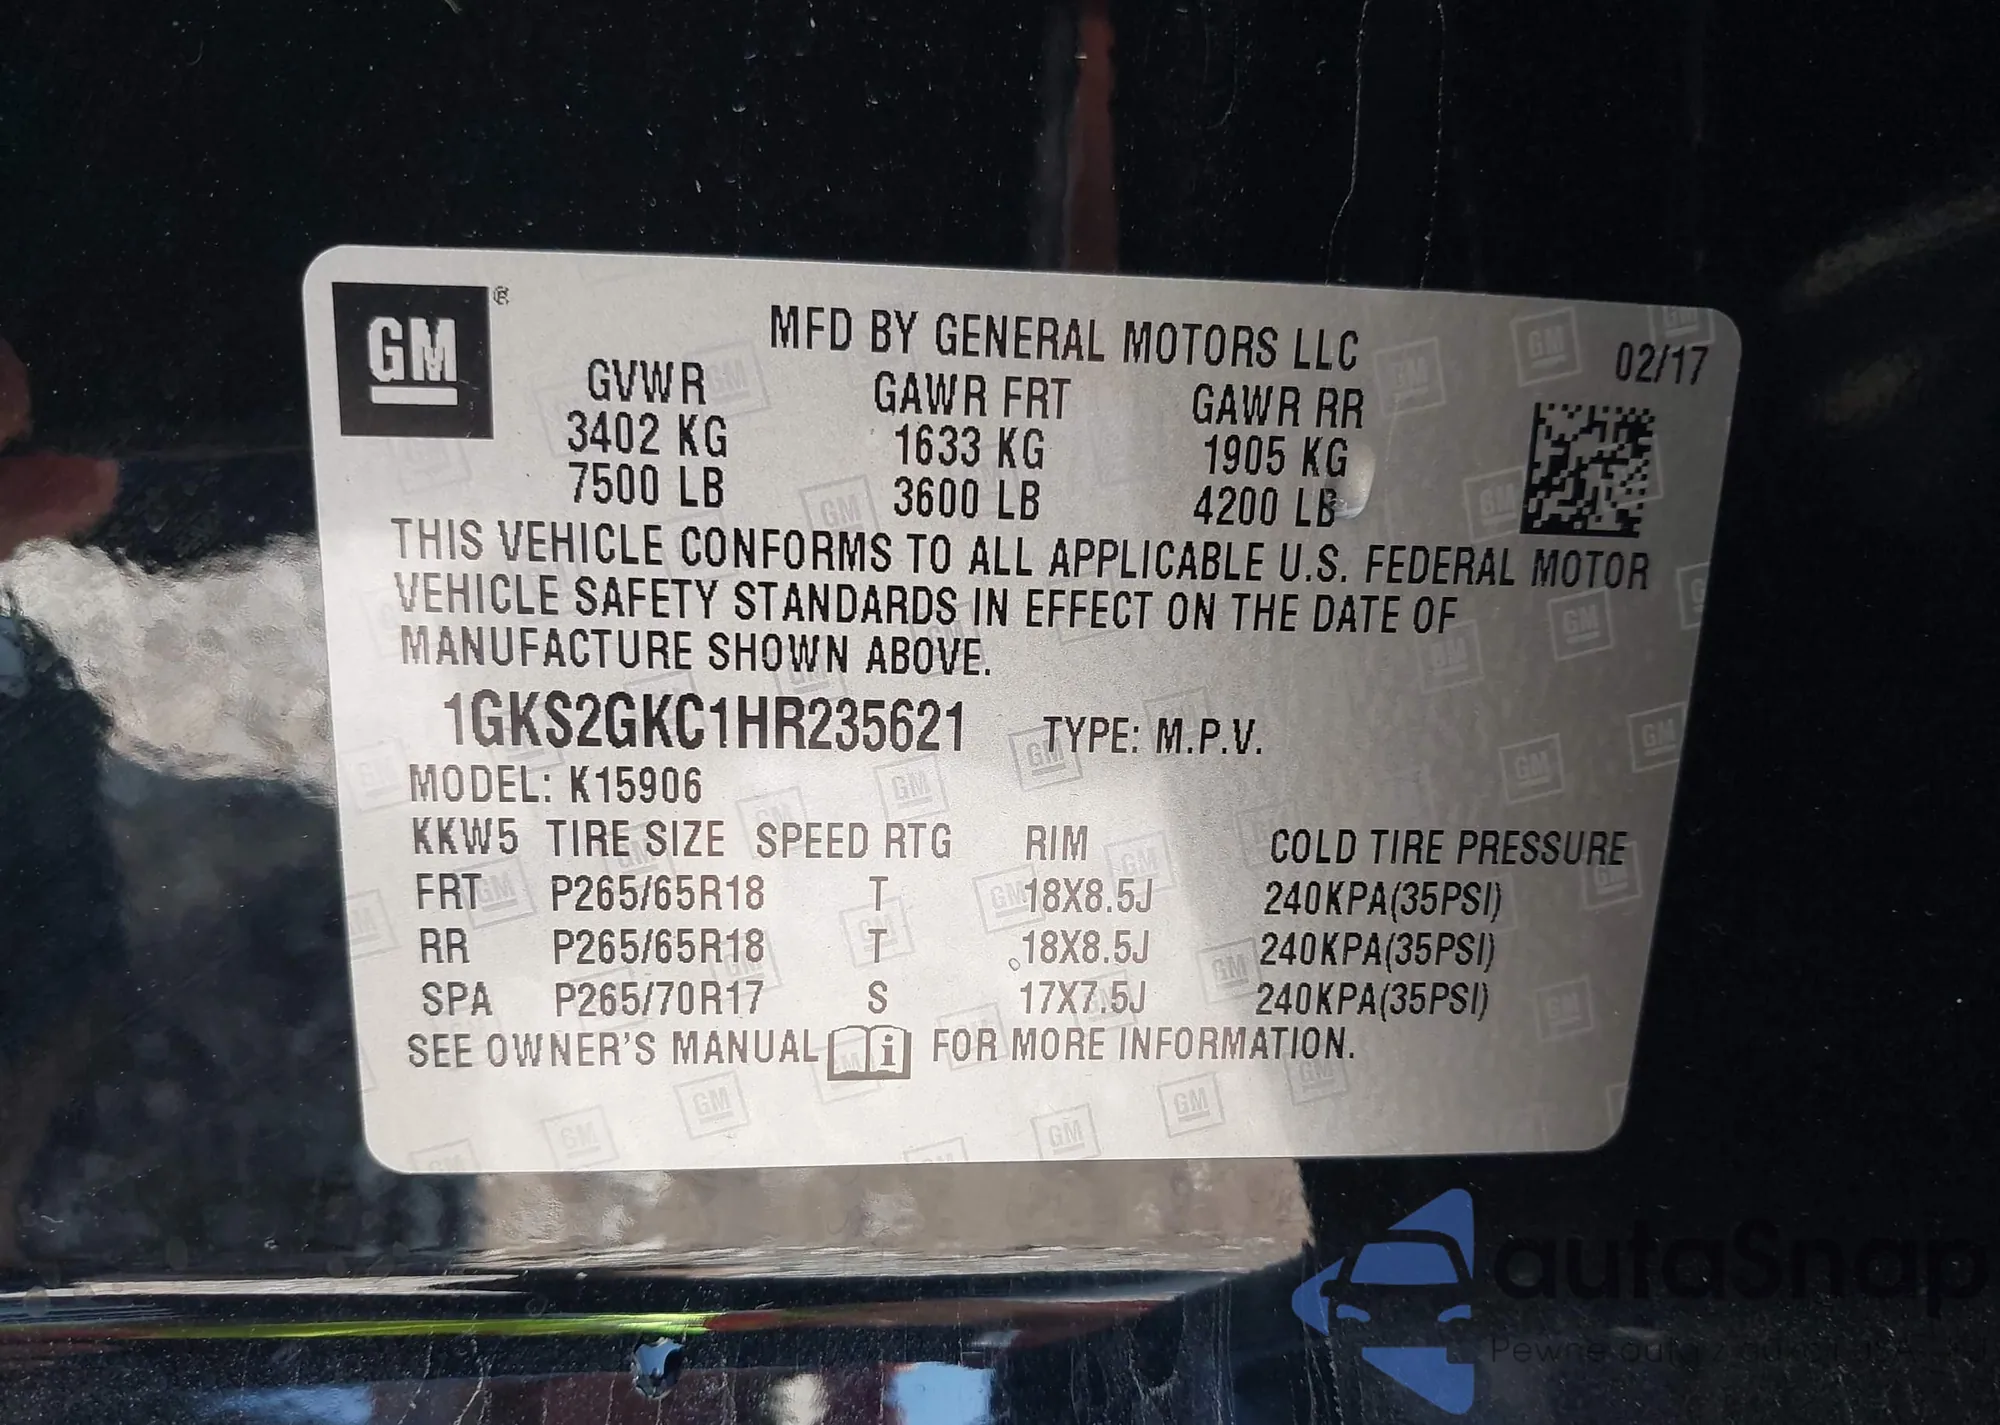 GM ®
MFD BY GENERAL MOTORS LLC
02/17
GVWR GAWR FRT GAWR RR
3402 KG 1633 KG 1905 KG
7500 LB 3600 LB 4200 LB
THIS VEHICLE CONFORMS TO ALL APPLICABLE U.S. FEDERAL MOTOR
VEHICLE SAFETY STANDARDS IN EFFECT ON THE DATE OF
MANUFACTURE SHOWN ABOVE.
1GKS2GKC1HR235621 TYPE: M.P.V.
MODEL: K15906
KKW5 TIRE SIZE SPEED RTG RIM COLD TIRE PRESSURE
FRT P265/65R18 T 18X8.5J 240KPA(35PSI)
RR P265/65R18 T 18X8.5J 240KPA(35PSI)
SPA P265/70R17 S 17X7.5J 240KPA(35PSI)
SEE OWNER'S MANUAL i FOR MORE INFORMATION.
autaSnap
Pewne auta z